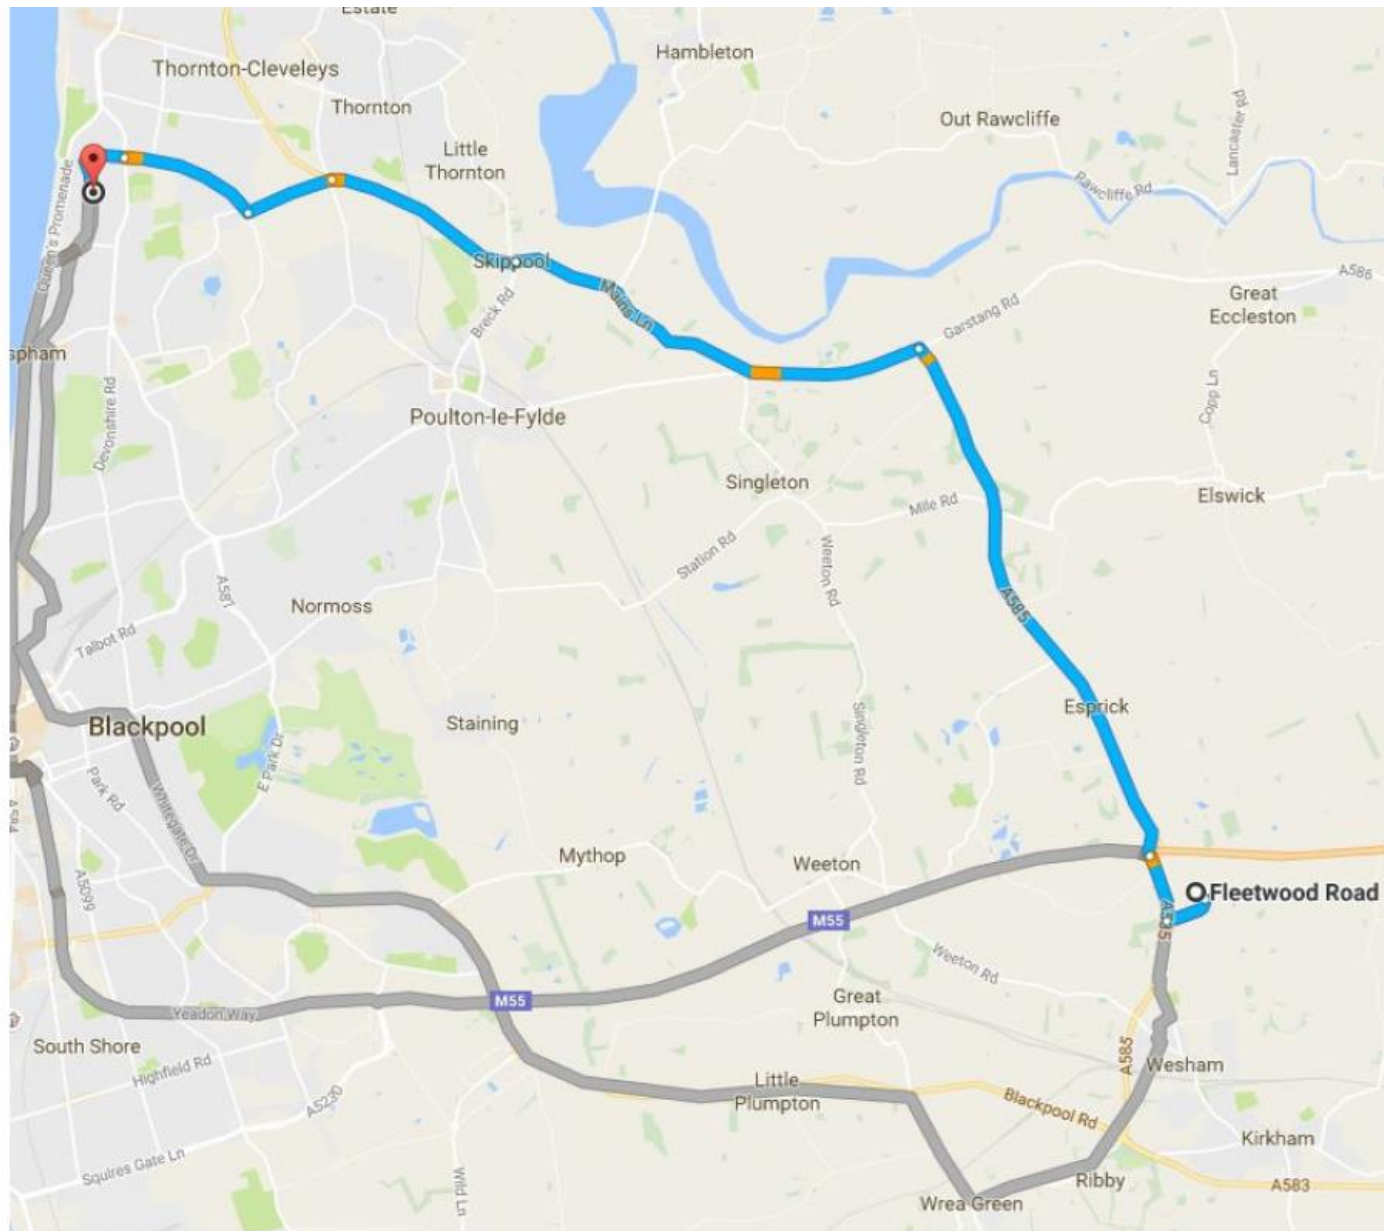 Estate
Hambleton
Thornton-Cleveleys
Thornton
Out Rawcliffe
Lancaster Rd
Little
Thornton
Rawcliffe Rd
Queen's Promenade
Skippool
A586
Mains Ln
Breck Rd
Garstang Rd
Great
Eccleston
spham
Devonshire Rd
Copp Ln
Poulton-le-Fylde
Singleton
Elswick
Mile Rd
Station Rd
Weeton Rd
A587
Normoss
A585
Talbot Rd
Esprick
Staining
Singleton Rd
Blackpool
E Park Dr
Park Rd
Whitegate Dr
A584
Mythop
Weeton
A5099
Fleetwood Road
M55
A585
Weeton Rd
M55
Great
Plumpton
Yeadon Way
South Shore
A585
Wesham
Highfield Rd
Little
Plumpton
A5230
Blackpool Rd
Kirkham
Squires Gate Ln
Wild Ln
Ribby
A583
Wrea Green